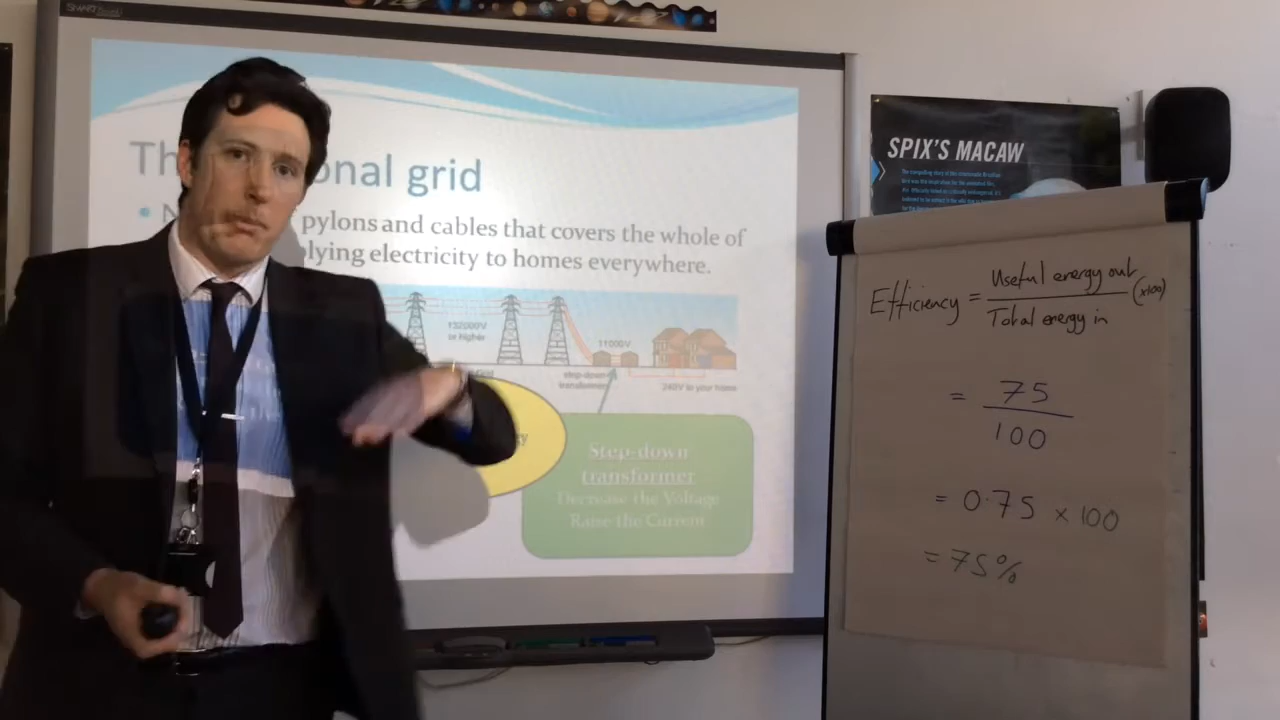 SMART
Th onal grid
pylons and cables that covers the whole of
lying electricity to homes everywhere.
132000V
or higher
11000V
step-down
transformer
240V in your home
Step-down
transformer
Decrease the Voltage
Raise the Current
SPIX'S MACAW
Efficiency = Useful energy out (x100)
Total energy in
= 75
100
= 0.75 x 100
= 75%